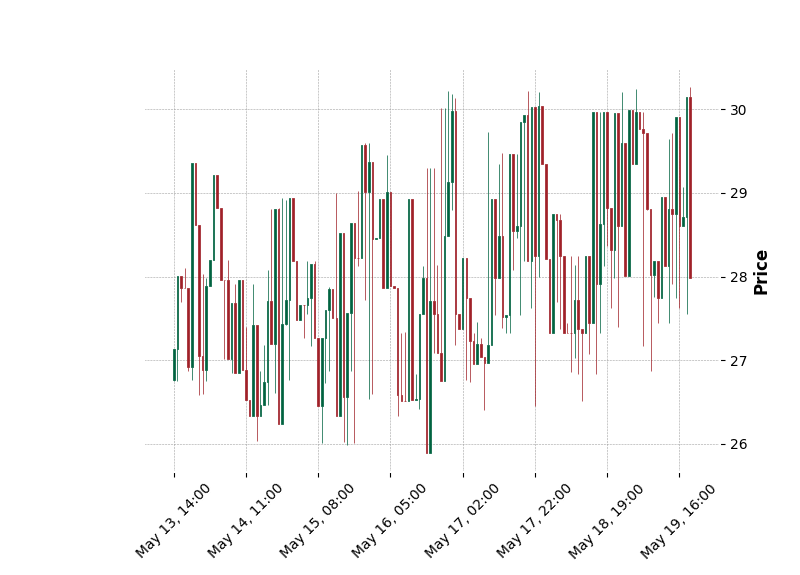 30
29
28
27
26
Price
May 13, 14:00
May 14, 11:00
May 15, 08:00
May 16, 05:00
May 17, 02:00
May 17, 22:00
May 18, 19:00
May 19, 16:00